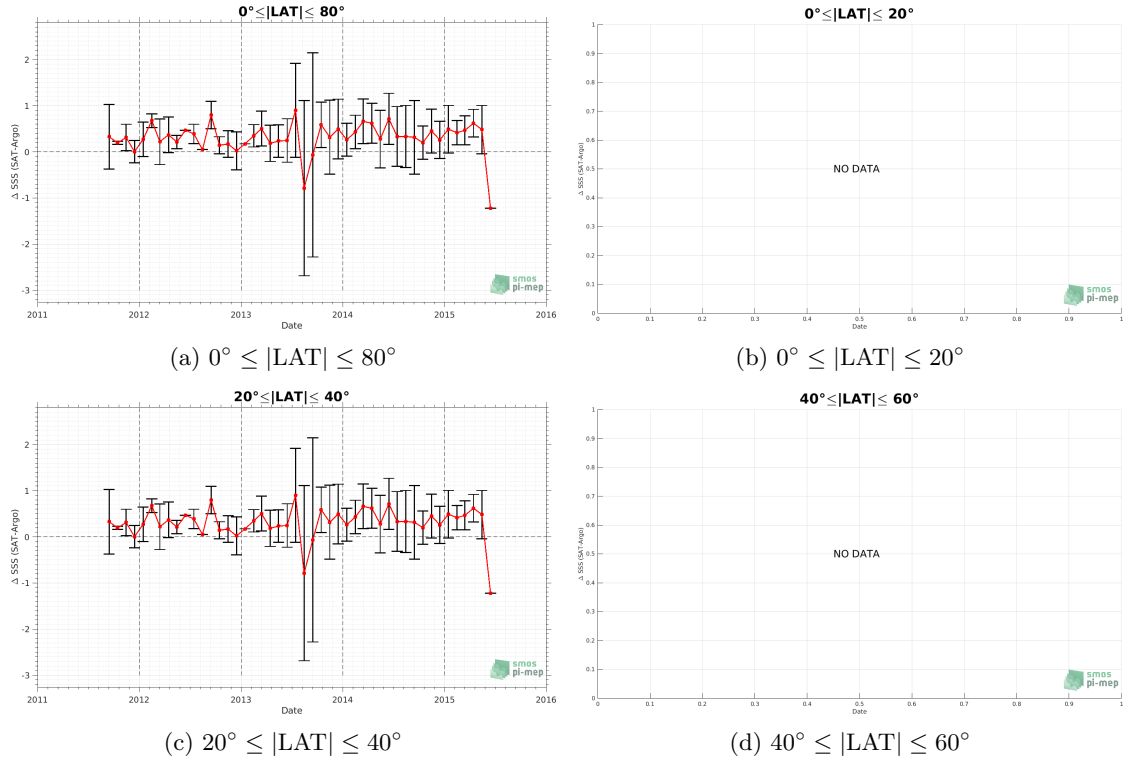 0°≤|LAT|≤ 80°
Δ SSS (SAT-Argo)
2
1
0
-1
-2
-3
2011
2012
2013
2014
2015
2016
Date
smos
pi-mep
(a) 0° ≤ |LAT| ≤ 80°
0°≤|LAT|≤ 20°
Δ SSS (SAT-Argo)
1
0.9
0.8
0.7
0.6
0.5
0.4
0.3
0.2
0.1
0
NO DATA
0
0.1
0.2
0.3
0.4
0.5
0.6
0.7
0.8
0.9
1
Date
smos
pi-mep
(b) 0° ≤ |LAT| ≤ 20°
20°≤|LAT|≤ 40°
Δ SSS (SAT-Argo)
2
1
0
-1
-2
-3
2011
2012
2013
2014
2015
2016
Date
smos
pi-mep
(c) 20° ≤ |LAT| ≤ 40°
40°≤|LAT|≤ 60°
Δ SSS (SAT-Argo)
1
0.9
0.8
0.7
0.6
0.5
0.4
0.3
0.2
0.1
0
NO DATA
0
0.1
0.2
0.3
0.4
0.5
0.6
0.7
0.8
0.9
1
Date
smos
pi-mep
(d) 40° ≤ |LAT| ≤ 60°